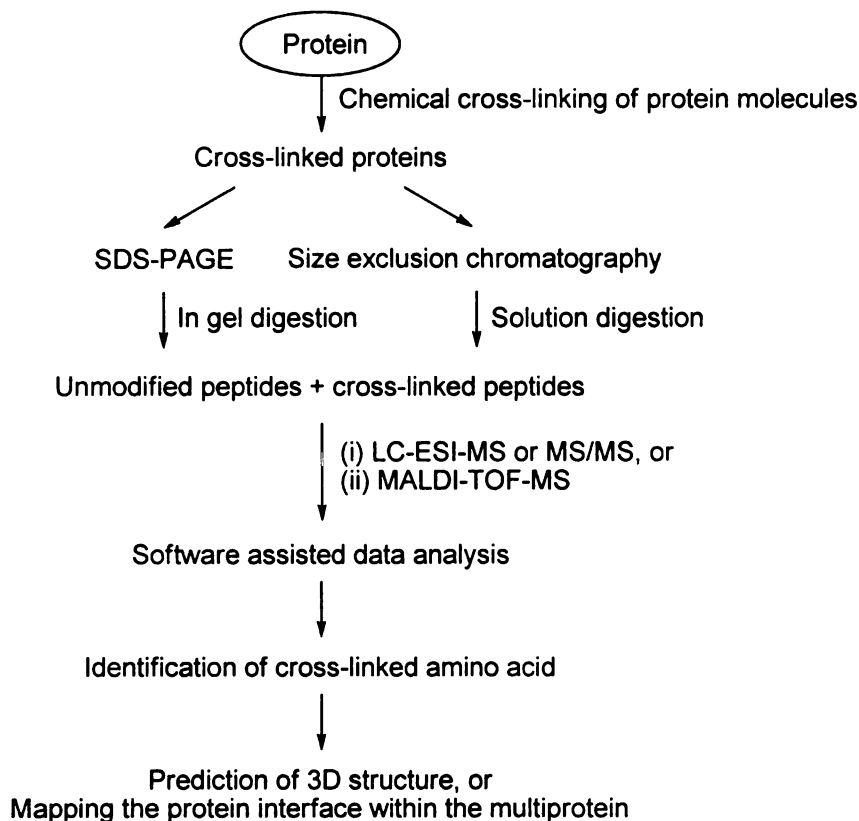 Protein
Chemical cross-linking of protein molecules
Cross-linked proteins
SDS-PAGE
Size exclusion chromatography
In gel digestion
Solution digestion
Unmodified peptides + cross-linked peptides
(i) LC-ESI-MS or MS/MS, or
(ii) MALDI-TOF-MS
Software assisted data analysis
Identification of cross-linked amino acid
Prediction of 3D structure, or
Mapping the protein interface within the multiprotein